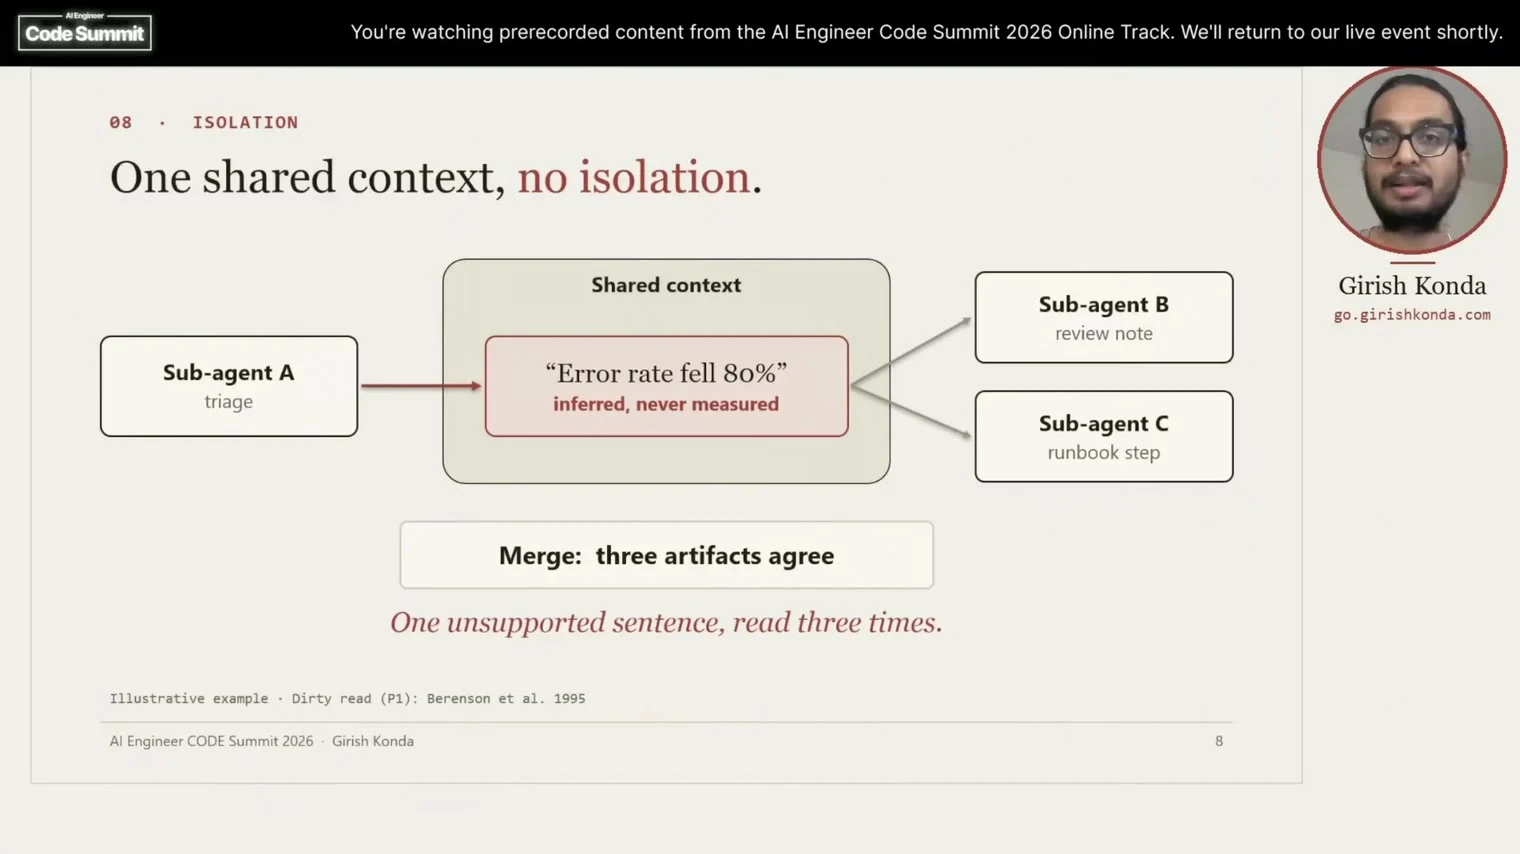 AI Engineer
Code Summit
You're watching prerecorded content from the AI Engineer Code Summit 2026 Online Track. We'll return to our live event shortly.
08 · ISOLATION
One shared context, no isolation.
Shared context
Sub-agent A
triage
“Error rate fell 80%”
inferred, never measured
Sub-agent B
review note
Sub-agent C
runbook step
Merge: three artifacts agree
One unsupported sentence, read three times.
Illustrative example · Dirty read (P1): Berenson et al. 1995
AI Engineer CODE Summit 2026 · Girish Konda
8
Girish Konda
go.girishkonda.com